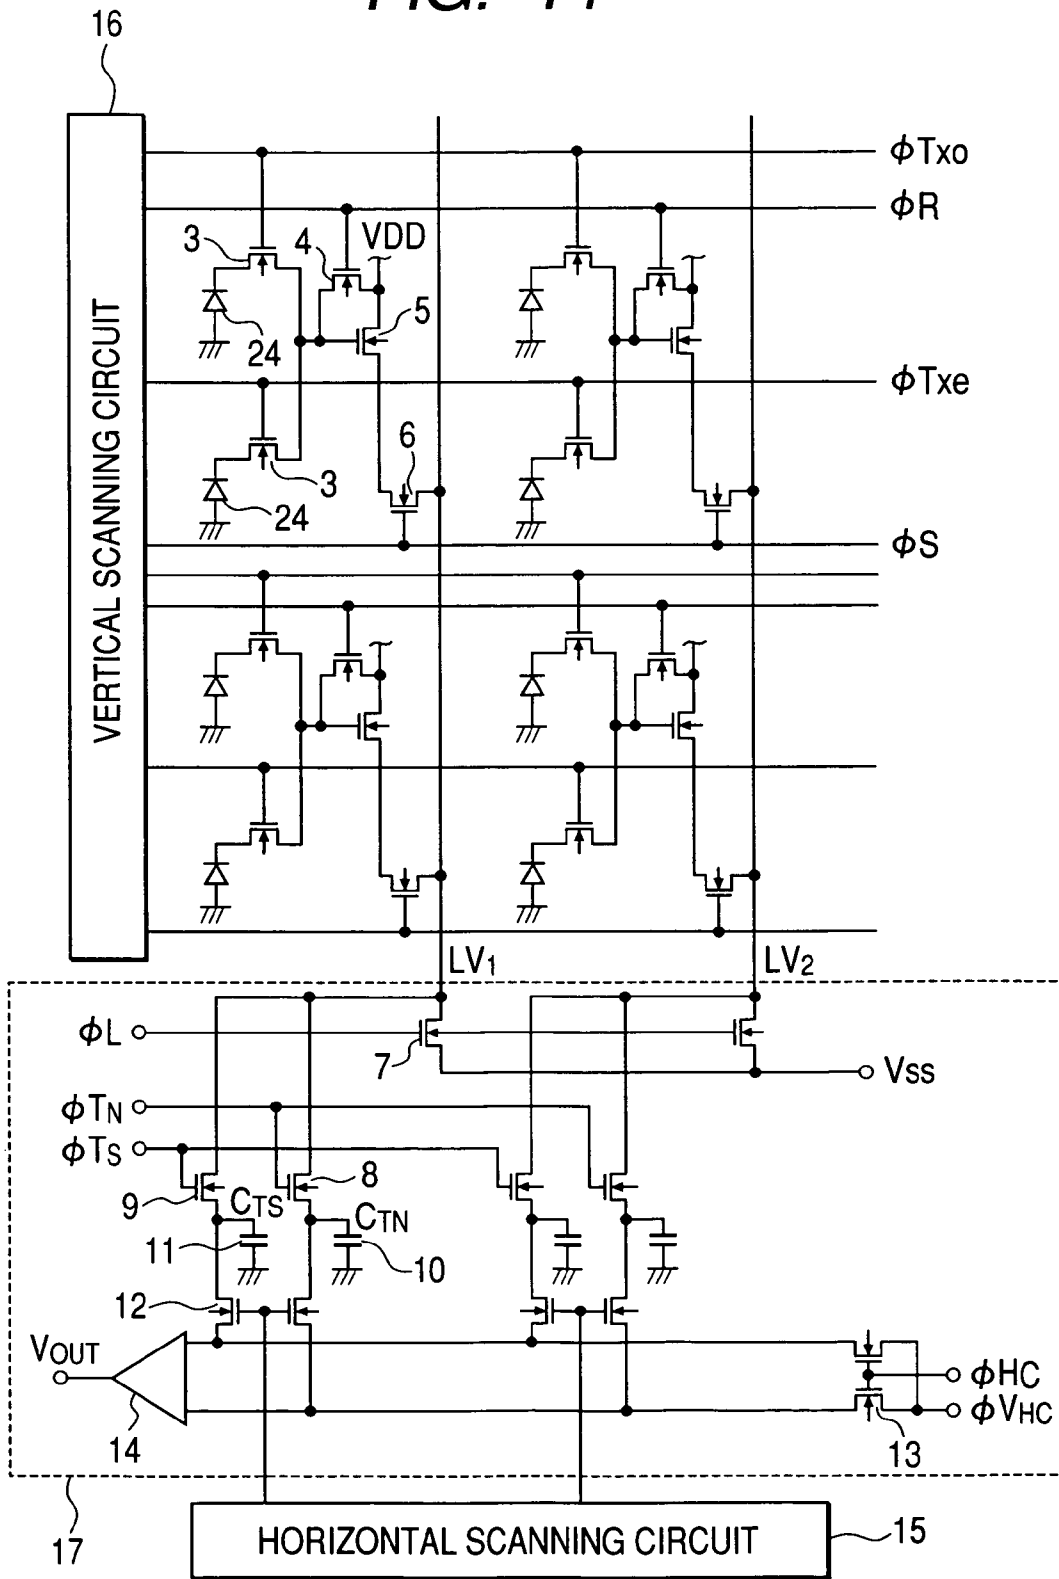 FIG. 11
16
VERTICAL SCANNING CIRCUIT
ϕTXO
ϕR
3
4
VDD
5
24
ϕTXe
6
3
24
ϕS
LV1
LV2
ϕL
7
VSS
ϕTN
ϕTS
8
9
CTS
CTN
11
10
12
VOUT
ϕHC
ϕVHC
14
13
17
HORIZONTAL SCANNING CIRCUIT
15